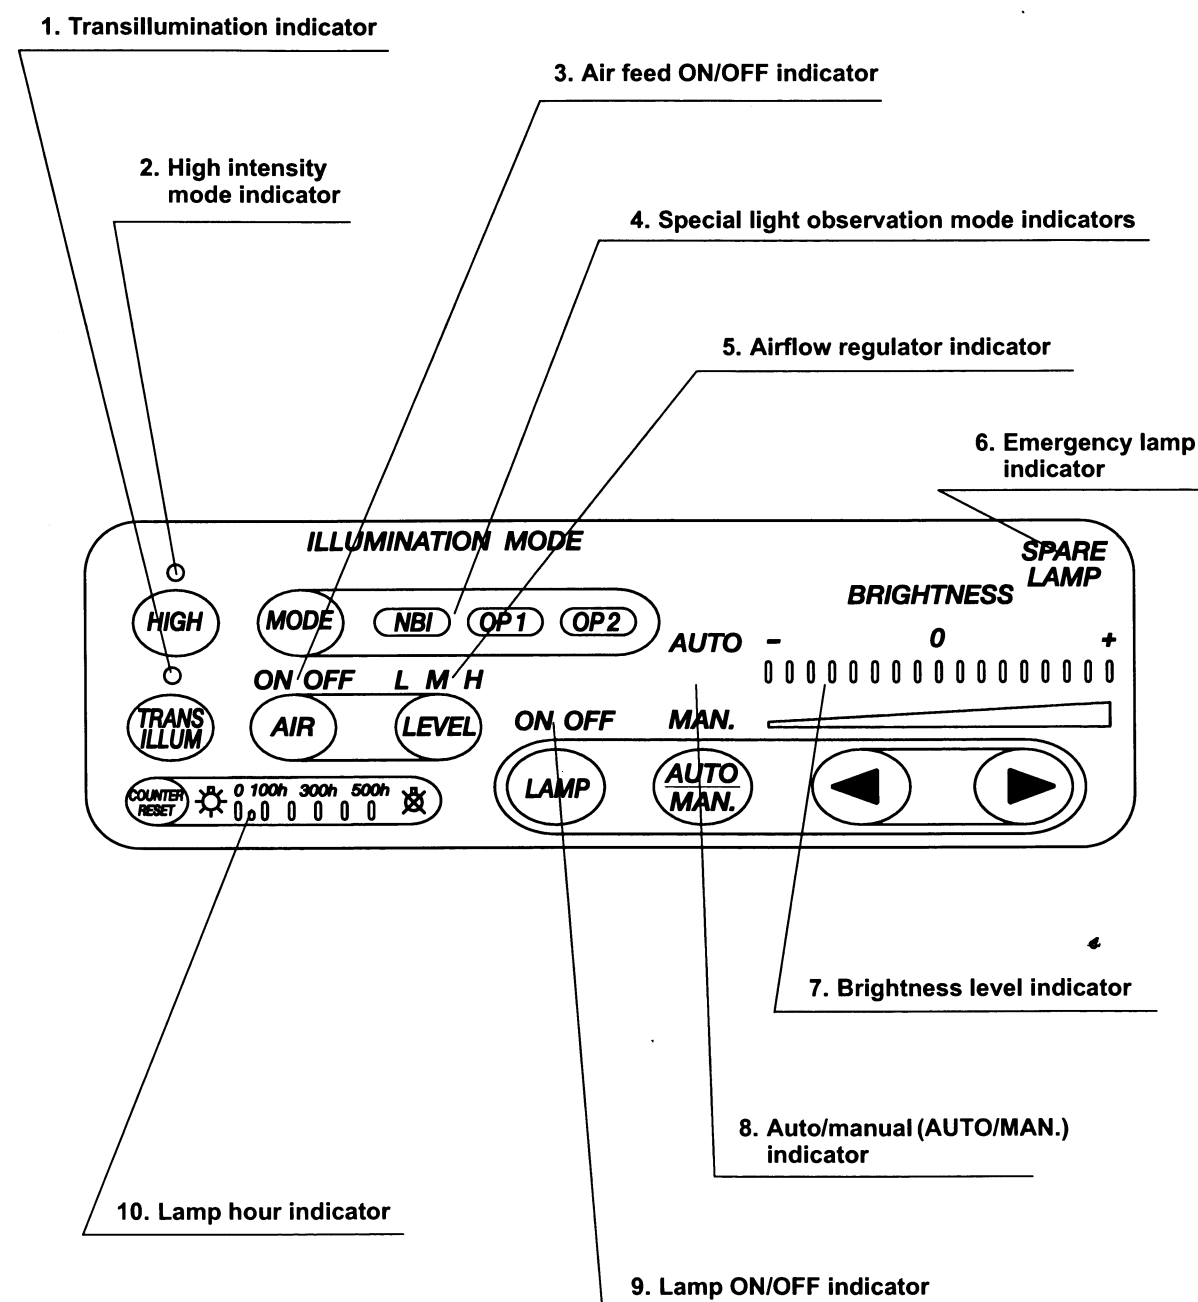 1. Transillumination indicator
3. Air feed ON/OFF indicator
2. High intensity
mode indicator
4. Special light observation mode indicators
5. Airflow regulator indicator
6. Emergency lamp
indicator
ILLUMINATION MODE
SPARE
LAMP
BRIGHTNESS
HIGH
MODE
NBI
OP1
OP2
AUTO
- 0 +
ON OFF
L M H
TRANS
ILLUM
AIR
LEVEL
ON OFF
MAN.
LAMP
AUTO
MAN.
COUNTER
RESET
0 100h 300h 500h
7. Brightness level indicator
8. Auto/manual (AUTO/MAN.)
indicator
10. Lamp hour indicator
9. Lamp ON/OFF indicator